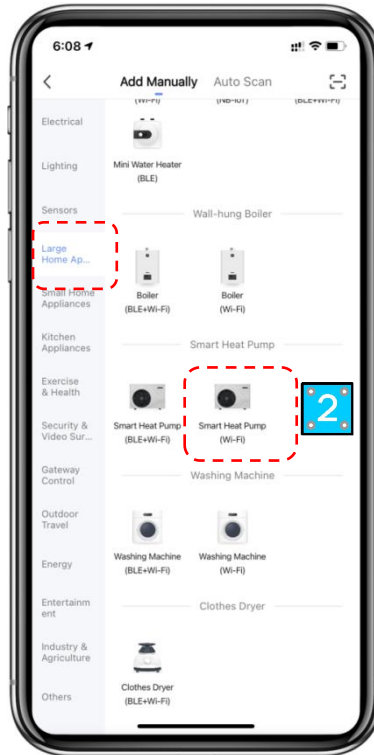 6:08
Add Manually Auto Scan
(Wi-Fi) (NB-IoT) (BLE+Wi-Fi)
Electrical
Lighting
Mini Water Heater
(BLE)
Sensors
Wall-hung Boiler
Large
Home Ap...
Boiler
(BLE+Wi-Fi)
Boiler
(Wi-Fi)
Small Home
Appliances
Kitchen
Appliances
Smart Heat Pump
Exercise
& Health
Smart Heat Pump
(BLE+Wi-Fi)
Smart Heat Pump
(Wi-Fi)
2
Security &
Video Sur...
Gateway
Control
Washing Machine
Outdoor
Travel
Washing Machine
(BLE+Wi-Fi)
Washing Machine
(Wi-Fi)
Energy
Entertainm
ent
Clothes Dryer
Industry &
Agriculture
Clothes Dryer
(BLE+Wi-Fi)
Others